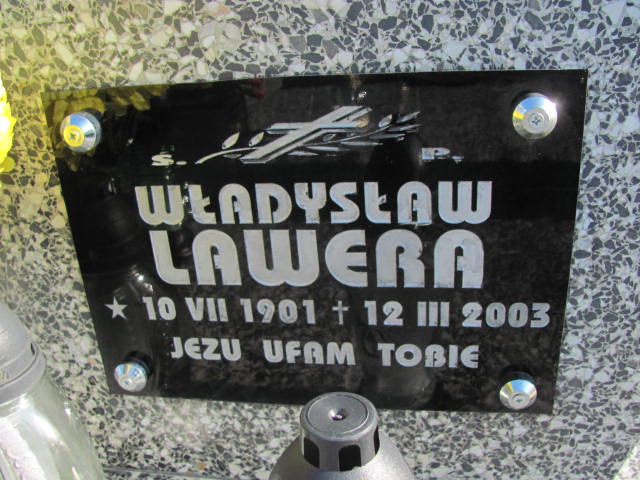 S. P.
WŁADYSŁAW
LAWERA
★ 10 VII 1901 ✝ 12 III 2003
JEZU UFAM TOBIE